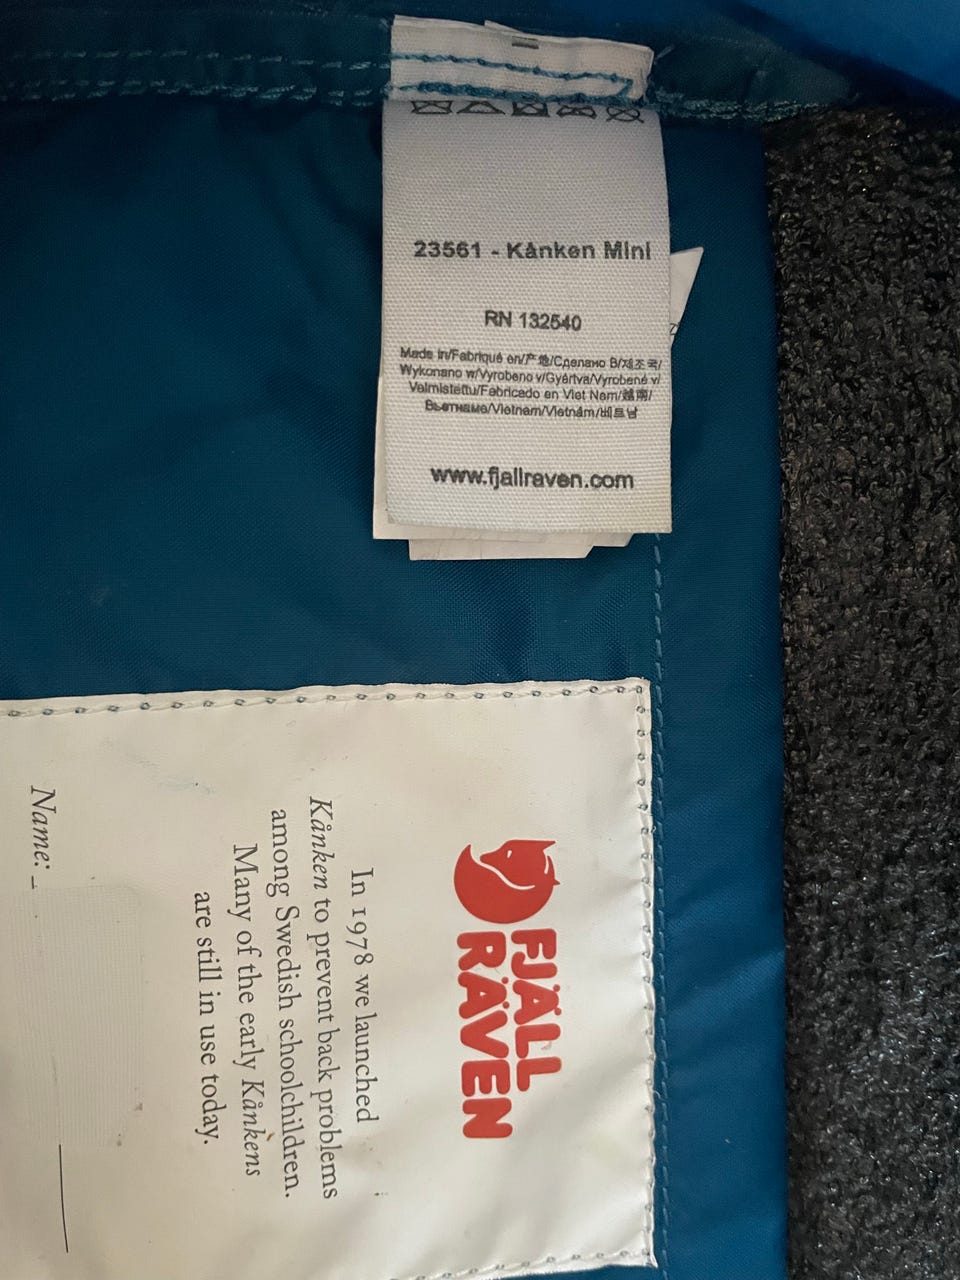 23561 - Kånken Mini
RN 132540
Made in/Fabriqué en/产地/Сделано В/제조국/
Wykonano w/Vyrobeno v/Gyártva/Vyrobené v/
Valmistettu/Fabricado en Viet Nam/越南/
Вьетнаме/Vietnam/Vietnám/베트남
www.fjallraven.com
FJÄLL
RÄVEN
In 1978 we launched
Kånken to prevent back problems
among Swedish schoolchildren.
Many of the early Kånkens
are still in use today.
Name: